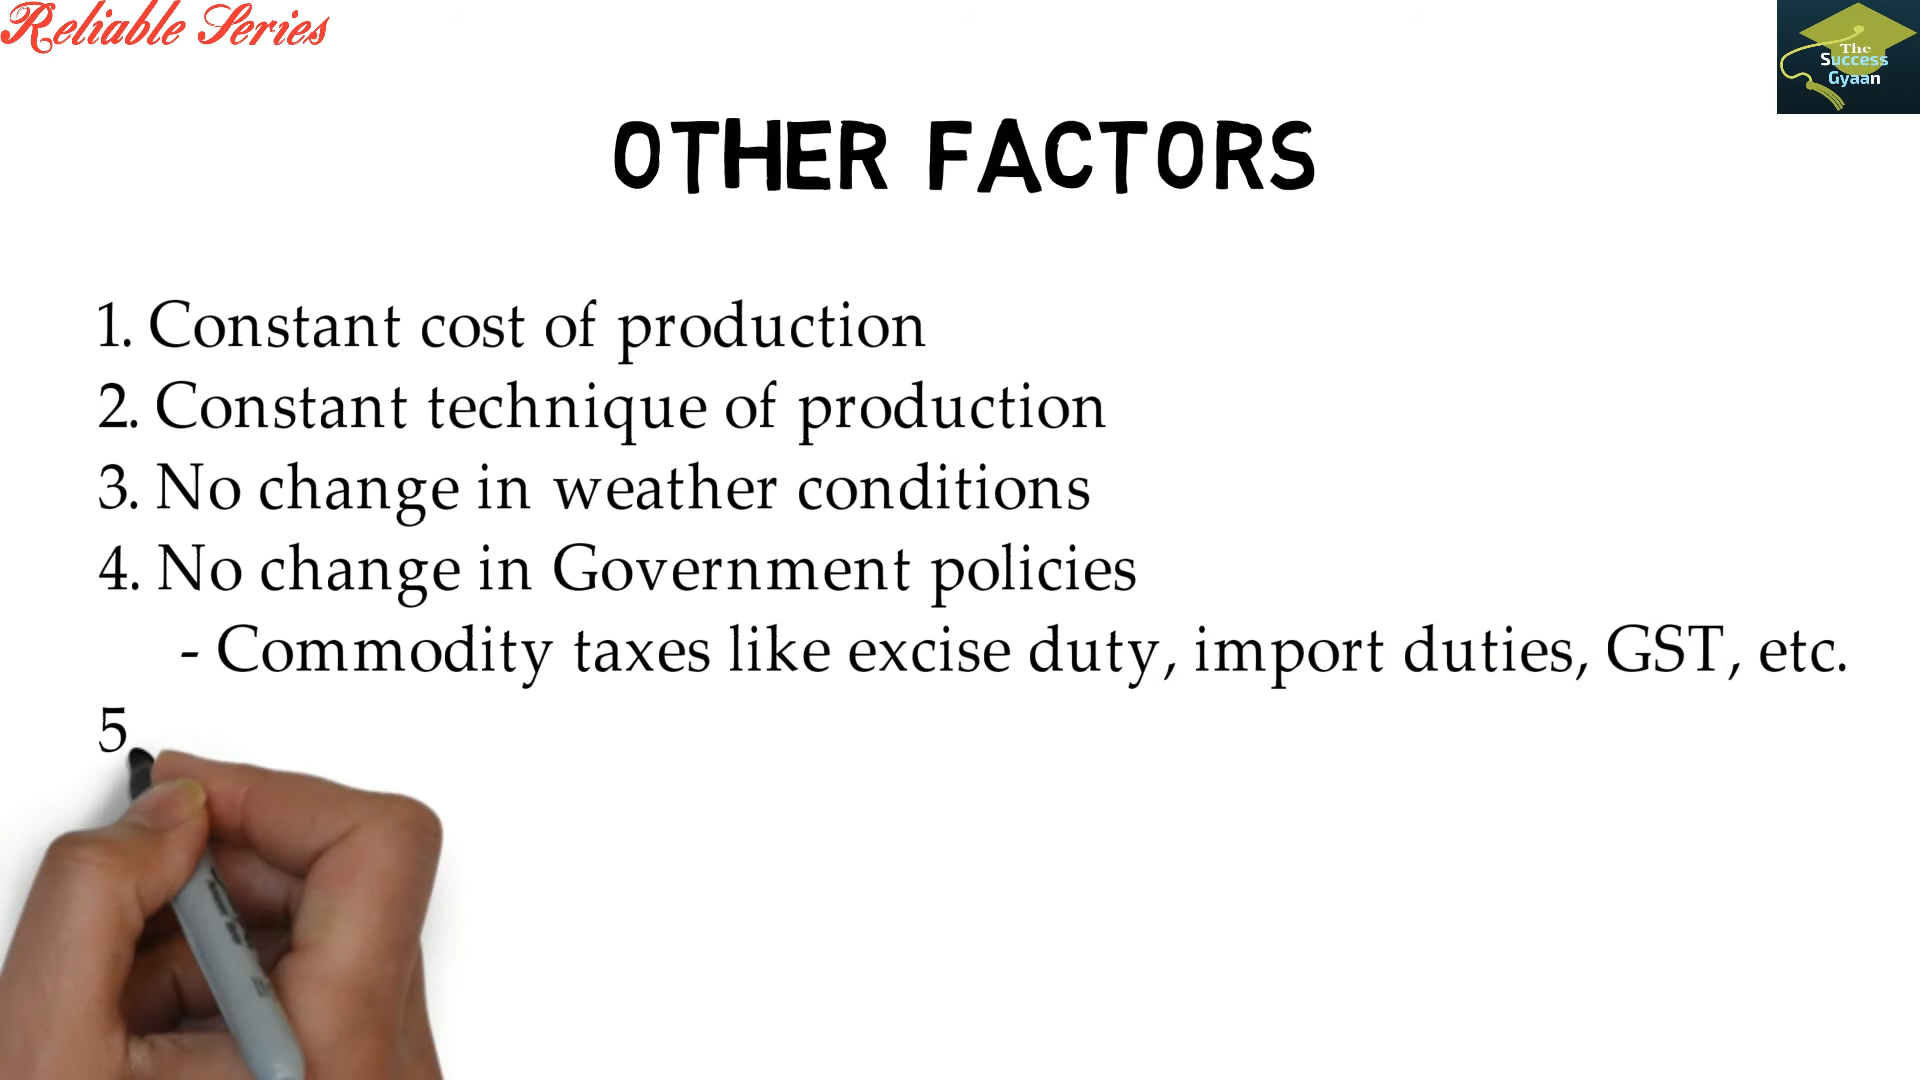 Reliable Series
The
Success
Gyaan
OTHER FACTORS
1. Constant cost of production
2. Constant technique of production
3. No change in weather conditions
4. No change in Government policies
- Commodity taxes like excise duty, import duties, GST, etc.
5.